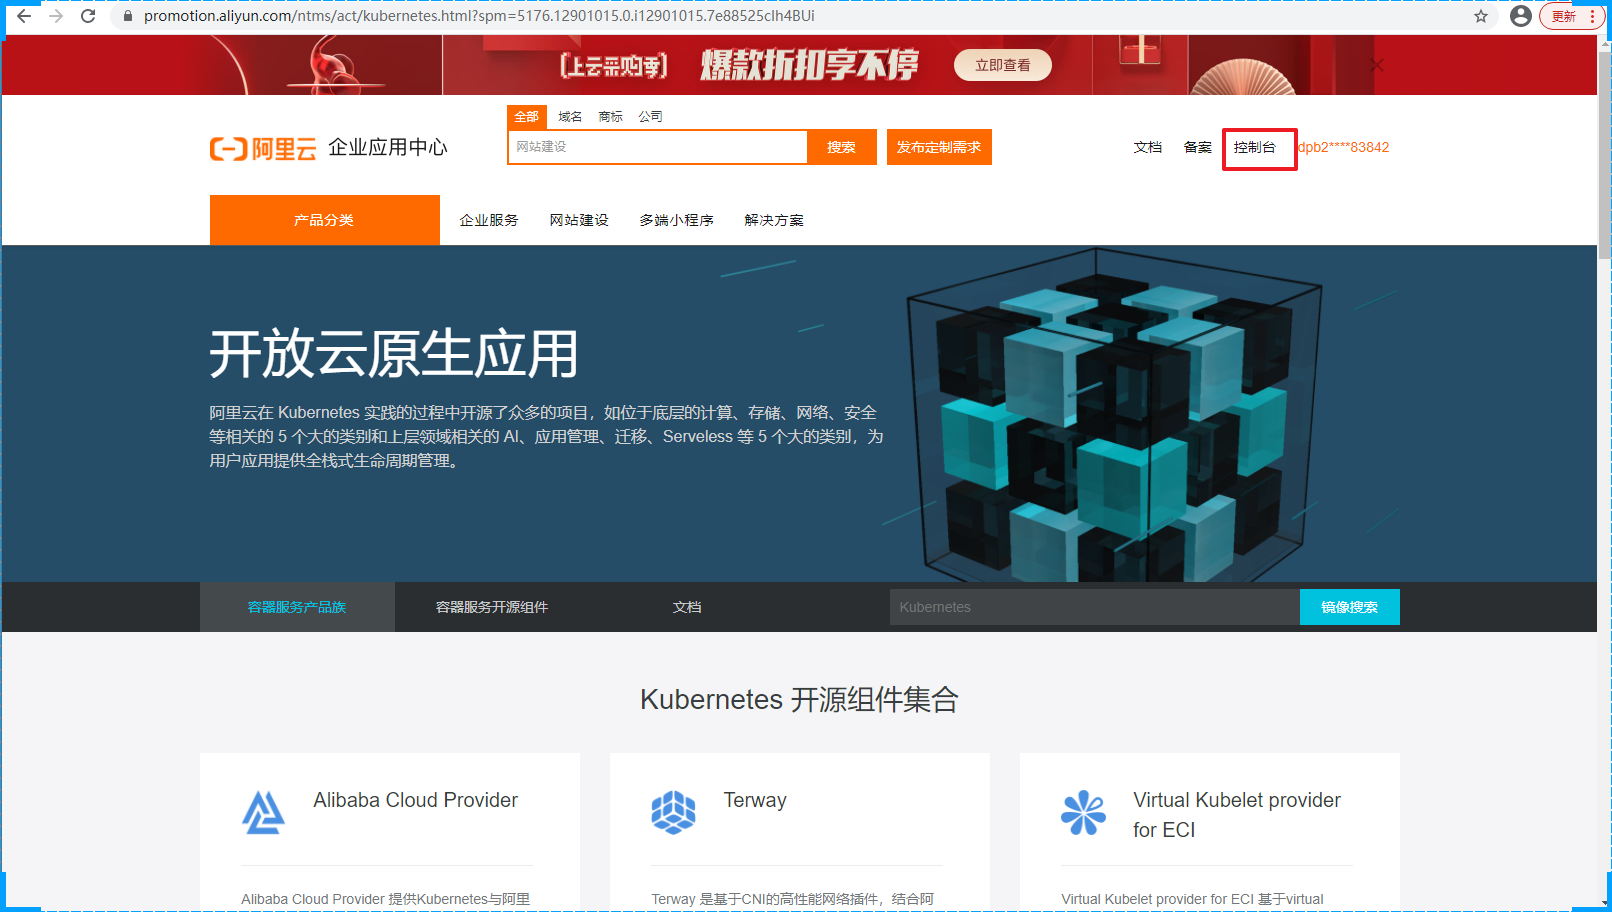 promotion.aliyun.com/ntms/act/kubernetes.html?spm=5176.12901015.0.i12901015.7e88525clh4BUi
更新
[上云采购季]
爆款折扣享不停
立即查看
全部 域名 商标 公司
阿里云 企业应用中心
网站建设
搜索
发布定制需求
文档 备案 控制台 dpb2****83842
产品分类 企业服务 网站建设 多端小程序 解决方案
开放云原生应用
阿里云在 Kubernetes 实践的过程中开源了众多的项目，如位于底层的计算、存储、网络、安全
等相关的 5 个大的类别和上层领域相关的 AI、应用管理、迁移、Serveless 等 5 个大的类别，为
用户应用提供全栈式生命周期管理。
容器服务产品族 容器服务开源组件 文档 Kubernetes 镜像搜索
Kubernetes 开源组件集合
Alibaba Cloud Provider
Terway
Virtual Kubelet provider
for ECI
Alibaba Cloud Provider 提供Kubernetes与阿里
Terway 是基于CNI的高性能网络插件，结合阿
Virtual Kubelet provider for ECI 基于virtual